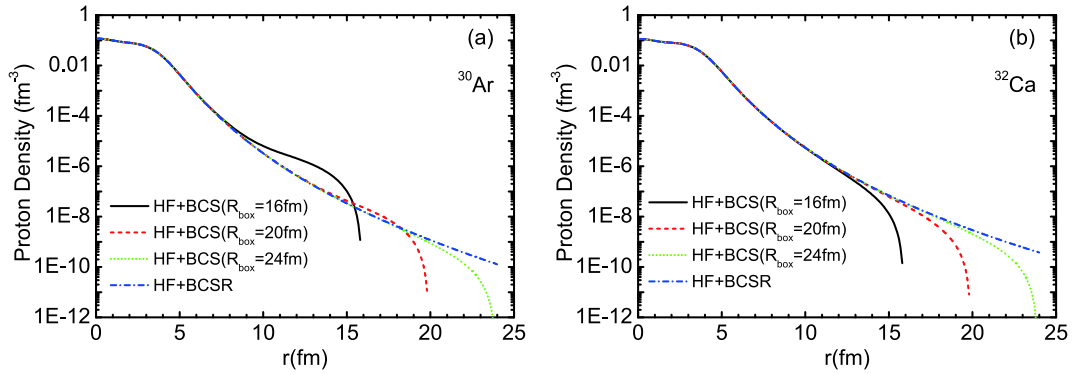 1
0.01
1E-4
1E-6
1E-8
1E-10
1E-12
Proton Density (fm⁻³)
(a)
³⁰Ar
HF+BCS(R_box=16fm)
HF+BCS(R_box=20fm)
HF+BCS(R_box=24fm)
HF+BCSR
0 5 10 15 20 25
r(fm)
1
0.01
1E-4
1E-6
1E-8
1E-10
1E-12
Proton Density (fm⁻³)
(b)
³²Ca
HF+BCS(R_box=16fm)
HF+BCS(R_box=20fm)
HF+BCS(R_box=24fm)
HF+BCSR
0 5 10 15 20 25
r(fm)